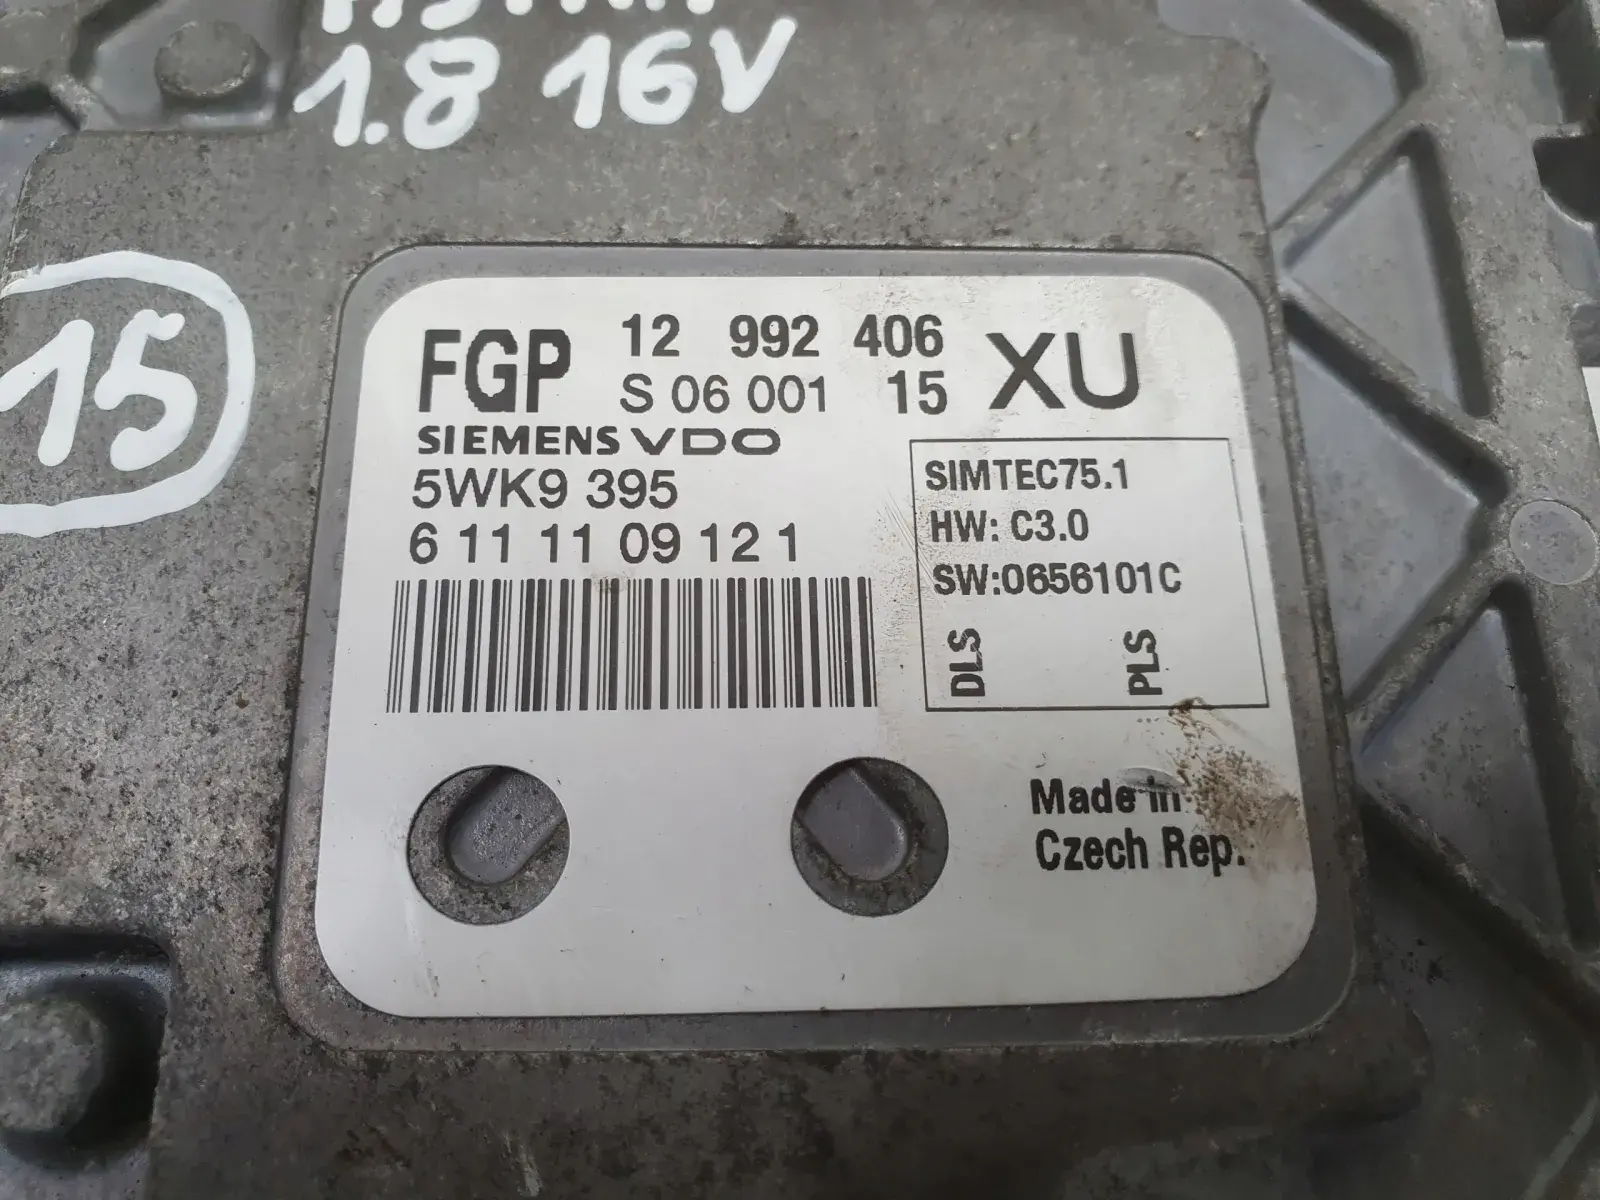 1.8 16V
15
FGP 12 992 406 XU
S 06 001 15
SIEMENS VDO
5WK9 395
6 11 11 09 12 1
SIMTEC75.1
HW: C3.0
SW:0656101C
DLS PLS
Made in
Czech Rep.